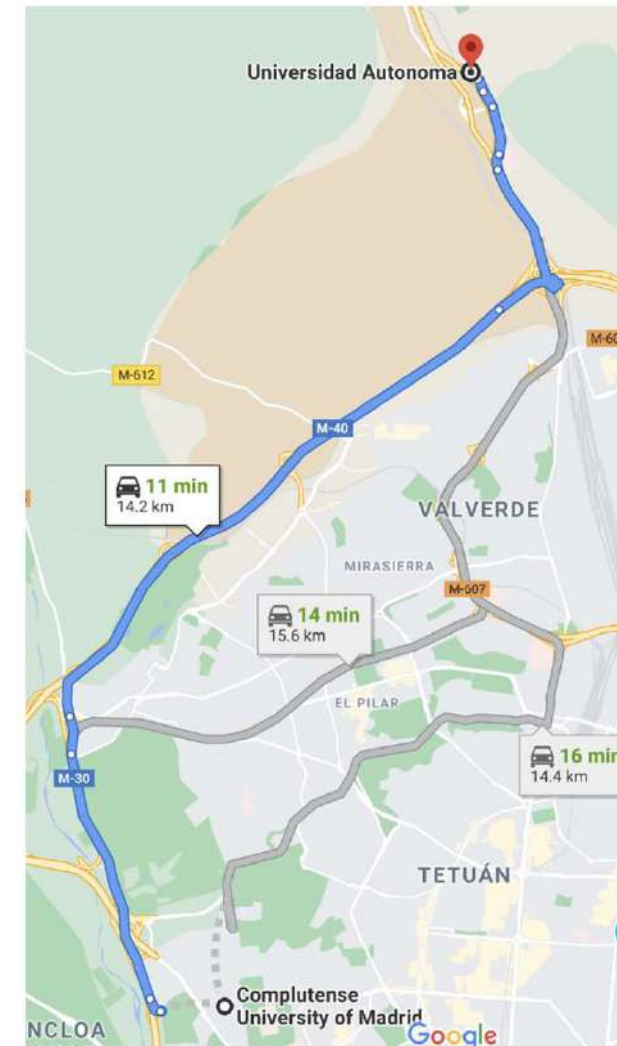 Universidad Autonoma
M-60
M-612
M-40
11 min
14.2 km
VALVERDE
MIRASIERRA
M-607
14 min
15.6 km
EL PILAR
M-30
16 min
14.4 km
TETUÁN
Complutense
University of Madrid
NCLOA
Google